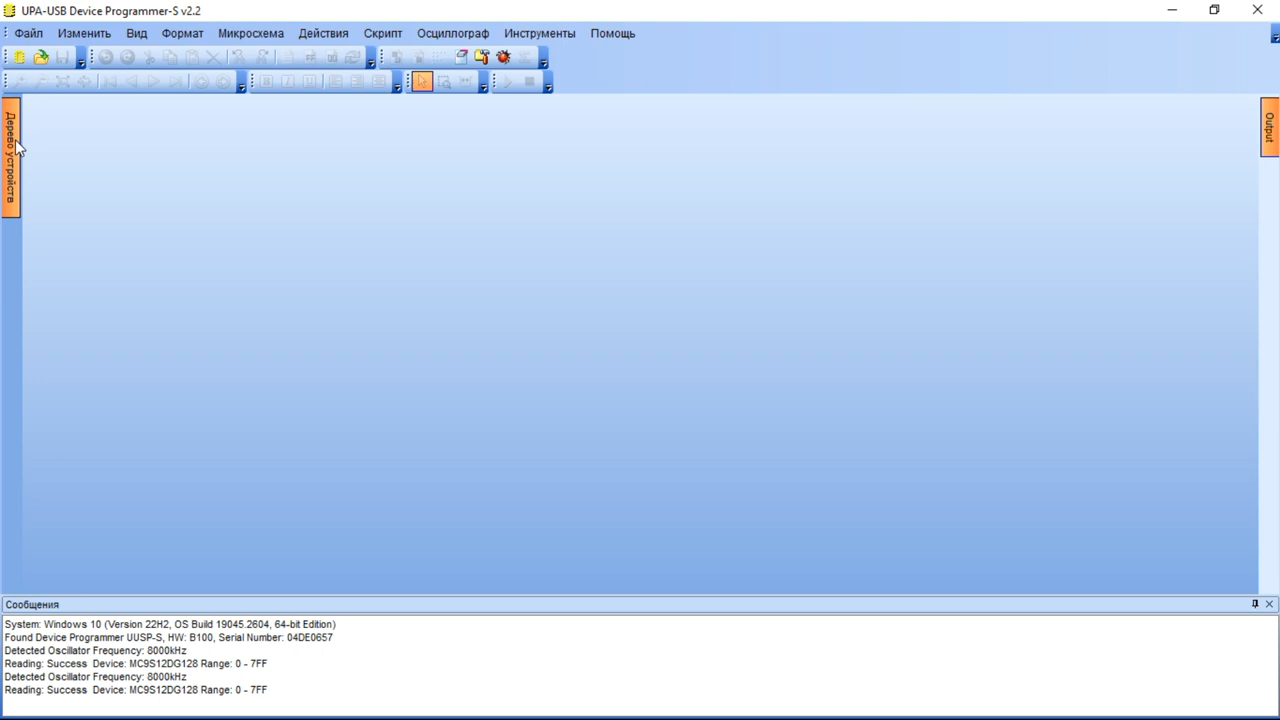 UPA-USB Device Programmer-S v2.2
Файл Изменить Вид Формат Микросхема Действия Скрипт Осциллограф Инструменты Помощь
Дерево устройств
Output
Сообщения
System: Windows 10 (Version 22H2, OS Build 19045.2604, 64-bit Edition)
Found Device Programmer UUSP-S, HW: B100, Serial Number: 04DE0657
Detected Oscillator Frequency: 8000kHz
Reading: Success Device: MC9S12DG128 Range: 0 - 7FF
Detected Oscillator Frequency: 8000kHz
Reading: Success Device: MC9S12DG128 Range: 0 - 7FF